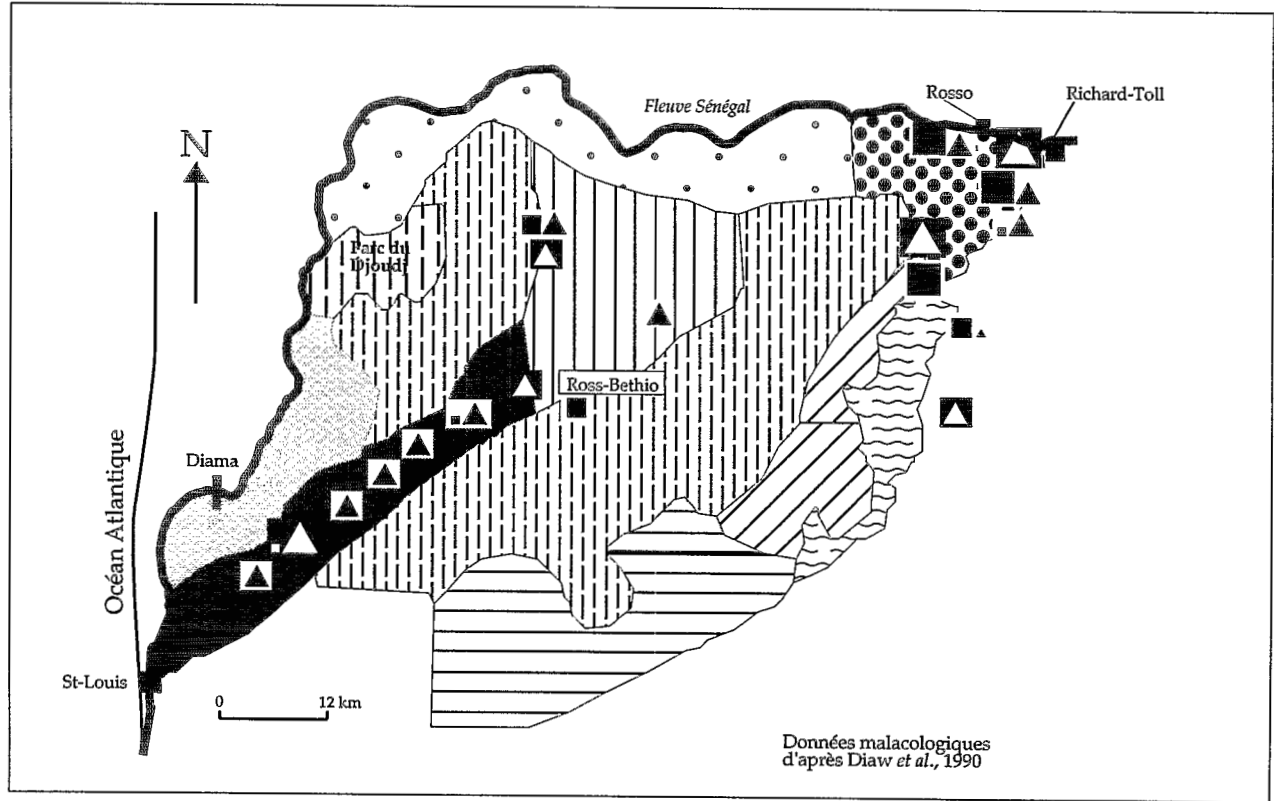 Fleuve Sénégal
Rosso
Richard-Toll
N
Parc du
Djoudj
Ross-Bethio
Diama
Océan Atlantique
St-Louis
0 12 km
Données malacologiques
d'après Diaw et al., 1990